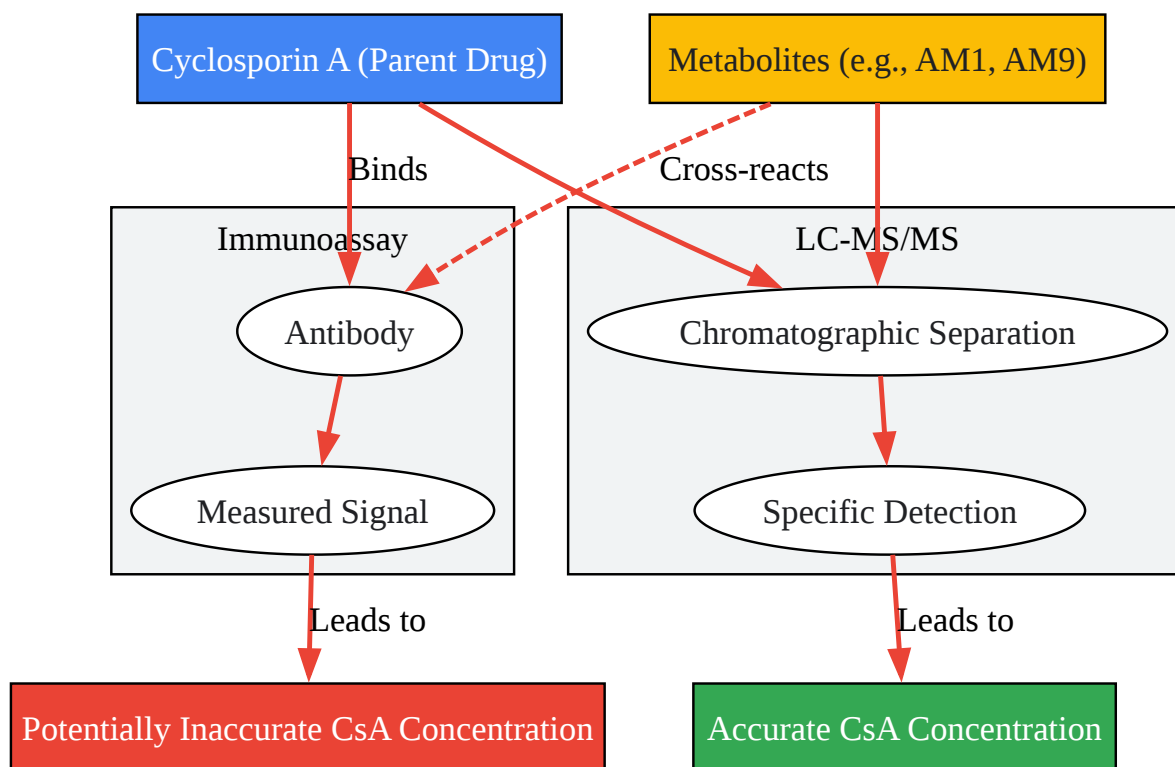 Cyclosporin A (Parent Drug)
Metabolites (e.g., AM1, AM9)
Binds
Cross-reacts
Immunoassay
LC-MS/MS
Antibody
Chromatographic Separation
Measured Signal
Specific Detection
Leads to
Leads to
Potentially Inaccurate CsA Concentration
Accurate CsA Concentration